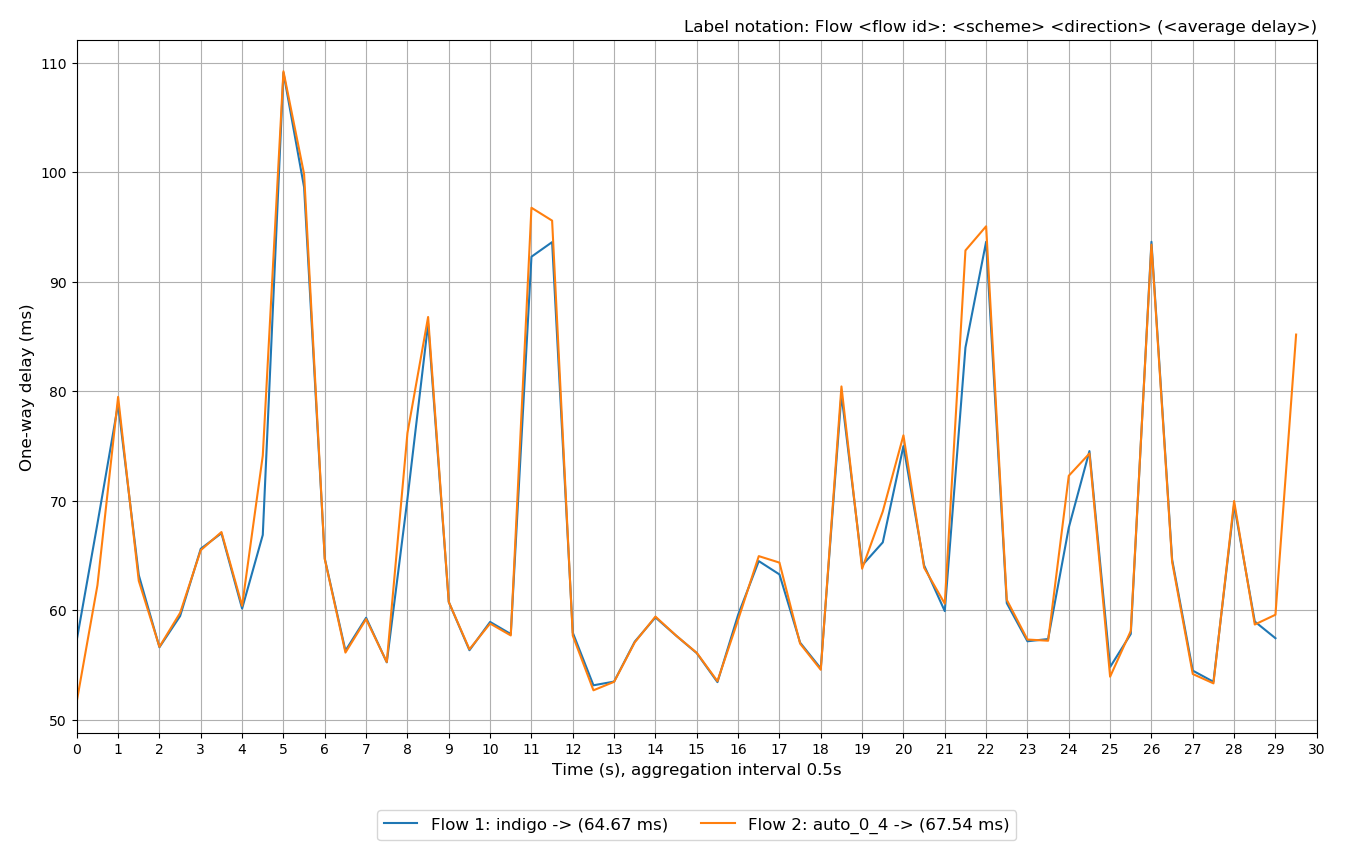 Label notation: Flow <flow id>: <scheme> <direction> (<average delay>)
110
100
90
80
70
60
50
One-way delay (ms)
0 1 2 3 4 5 6 7 8 9 10 11 12 13 14 15 16 17 18 19 20 21 22 23 24 25 26 27 28 29 30
Time (s), aggregation interval 0.5s
Flow 1: indigo -> (64.67 ms) Flow 2: auto_0_4 -> (67.54 ms)